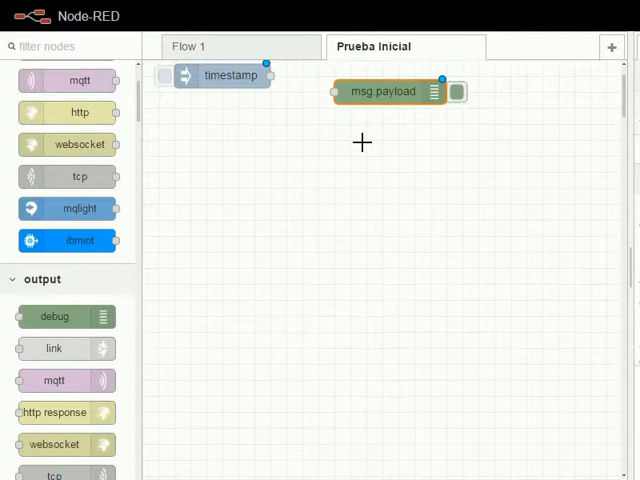 Node-RED
filter nodes
Flow 1
Prueba Inicial
+
timestamp
msg.payload
mqtt
http
websocket
tcp
mqlight
ibmiot
output
debug
link
mqtt
http response
websocket
tcp